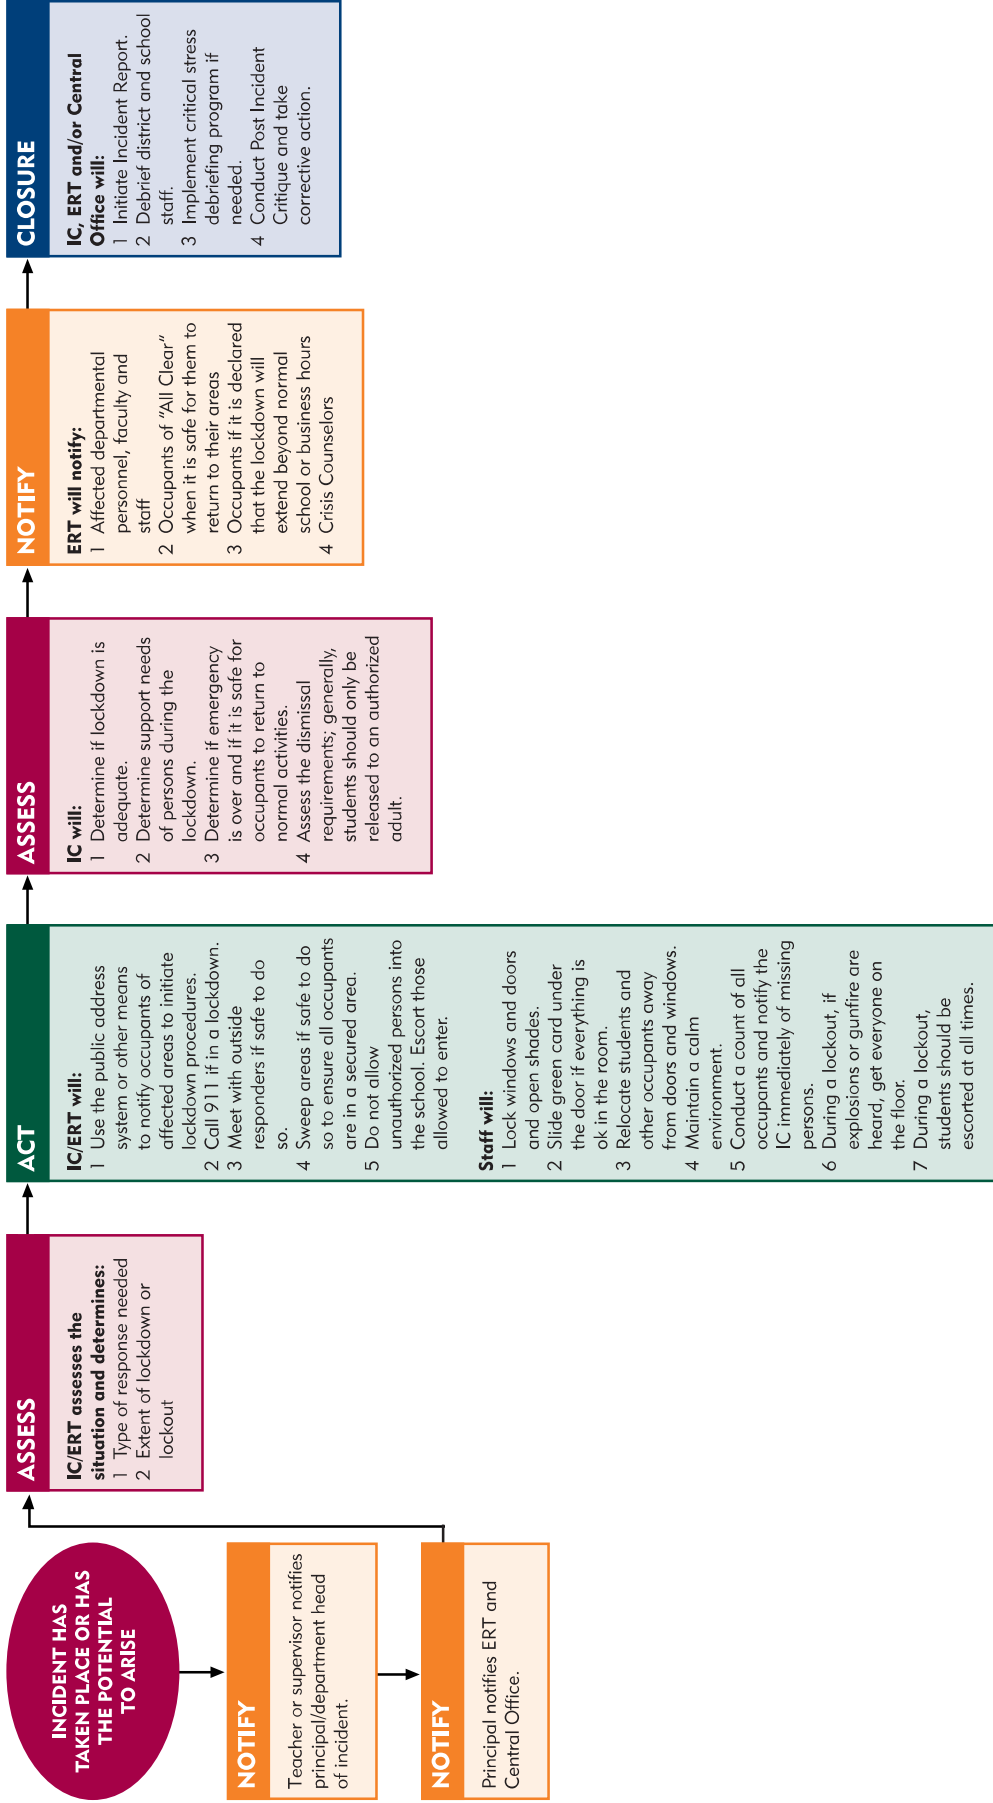 INCIDENT HAS
TAKEN PLACE OR HAS
THE POTENTIAL
TO ARISE
NOTIFY
Teacher or supervisor notifies
principal/department head
of incident.
NOTIFY
Principal notifies ERT and
Central Office.
ASSESS
IC/ERT assesses the
situation and determines:
1 Type of response needed
2 Extent of lockdown or
lockout
ACT
IC/ERT will:
1 Use the public address
system or other means
to notify occupants of
affected areas to initiate
lockdown procedures.
2 Call 911 if in a lockdown.
3 Meet with outside
responders if safe to do
so.
4 Sweep areas if safe to do
so to ensure all occupants
are in a secured area.
5 Do not allow
unauthorized persons into
the school. Escort those
allowed to enter.
Staff will:
1 Lock windows and doors
and open shades.
2 Slide green card under
the door if everything is
ok in the room.
3 Relocate students and
other occupants away
from doors and windows.
4 Maintain a calm
environment.
5 Conduct a count of all
occupants and notify the
IC immediately of missing
persons.
6 During a lockout, if
explosions or gunfire are
heard, get everyone on
the floor.
7 During a lockout,
students should be
escorted at all times.
ASSESS
IC will:
1 Determine if lockdown is
adequate.
2 Determine support needs
of persons during the
lockdown.
3 Determine if emergency
is over and if it is safe for
occupants to return to
normal activities.
4 Assess the dismissal
requirements; generally,
students should only be
released to an authorized
adult.
NOTIFY
ERT will notify:
1 Affected departmental
personnel, faculty and
staff
2 Occupants of "All Clear"
when it is safe for them to
return to their areas
3 Occupants if it is declared
that the lockdown will
extend beyond normal
school or business hours
4 Crisis Counselors
CLOSURE
IC, ERT and/or Central
Office will:
1 Initiate Incident Report.
2 Debrief district and school
staff.
3 Implement critical stress
debriefing program if
needed.
4 Conduct Post Incident
Critique and take
corrective action.